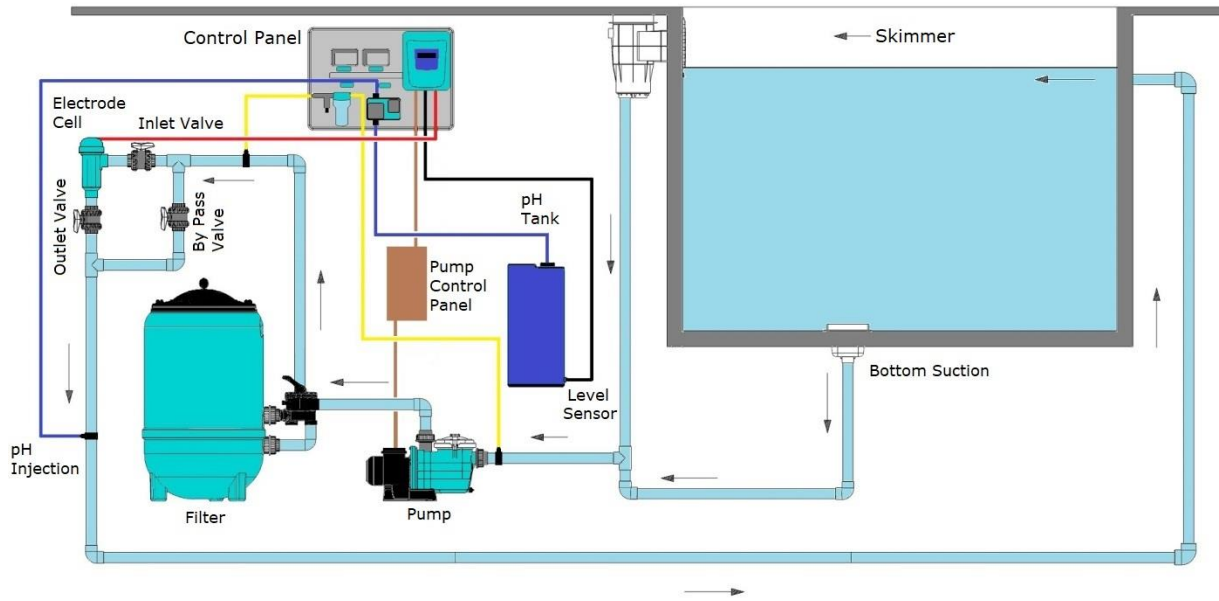 Control Panel
Skimmer
Electrode
Cell
Inlet Valve
Outlet Valve
By Pass
Valve
pH
Tank
Pump
Control
Panel
Bottom Suction
Level
Sensor
pH
Injection
Filter
Pump